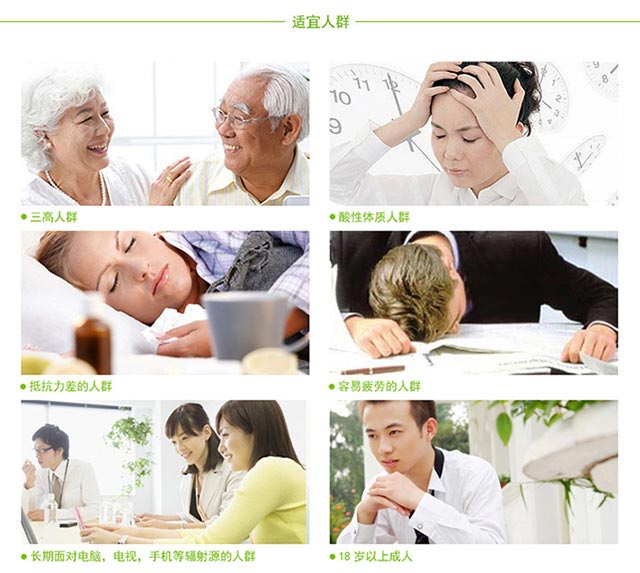 适宜人群
三高人群
酸性体质人群
抵抗力差的人群
容易疲劳的人群
长期面对电脑，电视，手机等辐射源的人群
18岁以上成人